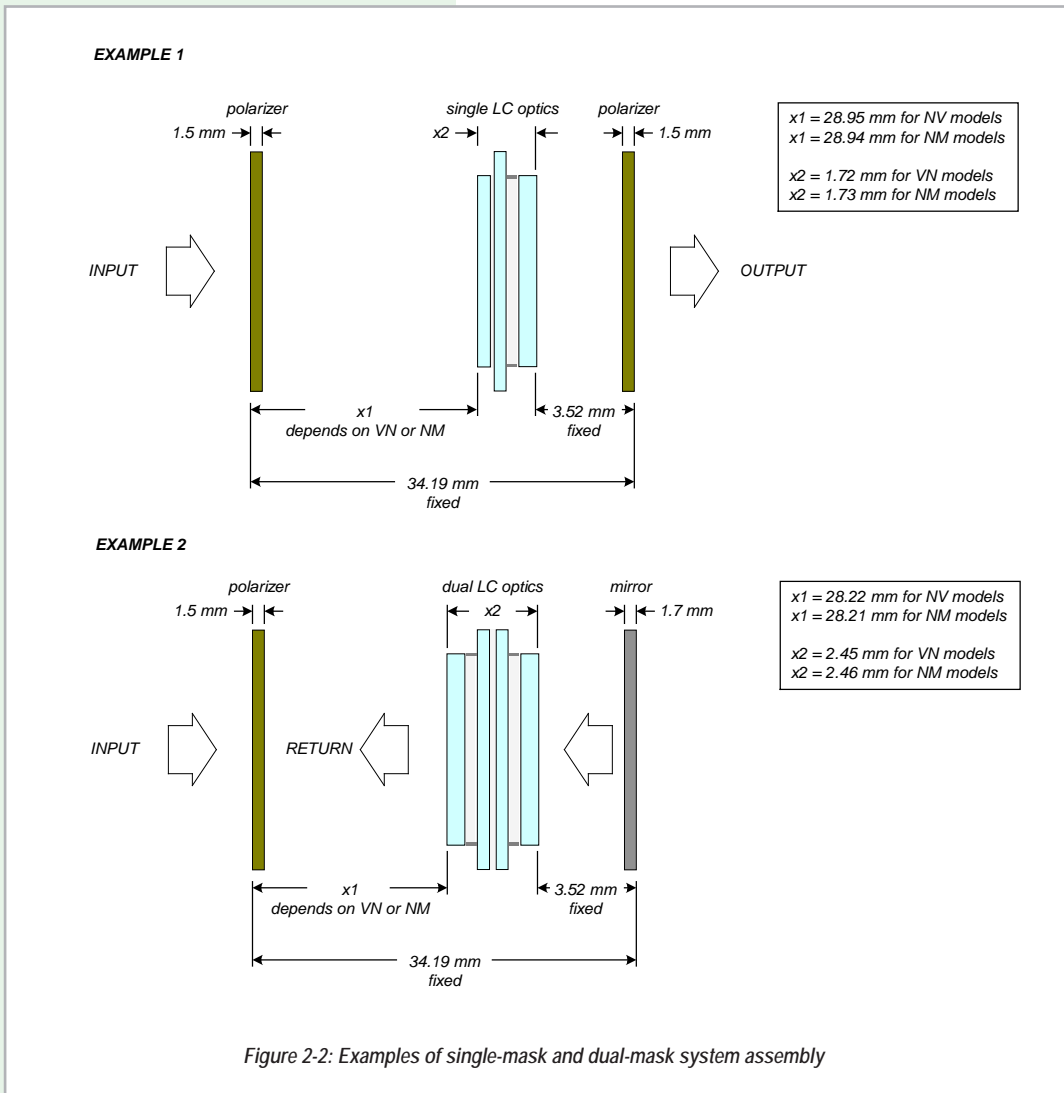 EXAMPLE 1
polarizer
single LC optics
polarizer
1.5 mm
x2
1.5 mm
x1 = 28.95 mm for NV models
x1 = 28.94 mm for NM models
x2 = 1.72 mm for VN models
x2 = 1.73 mm for NM models
INPUT
OUTPUT
x1
depends on VN or NM
3.52 mm
fixed
34.19 mm
fixed
EXAMPLE 2
polarizer
dual LC optics
mirror
1.5 mm
x2
1.7 mm
x1 = 28.22 mm for NV models
x1 = 28.21 mm for NM models
x2 = 2.45 mm for VN models
x2 = 2.46 mm for NM models
INPUT
RETURN
x1
depends on VN or NM
3.52 mm
fixed
34.19 mm
fixed
Figure 2-2: Examples of single-mask and dual-mask system assembly